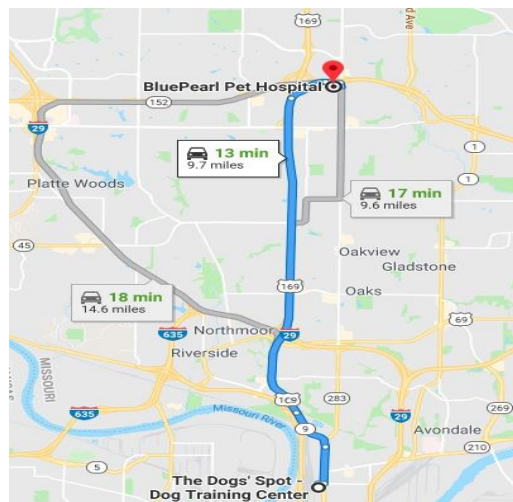 169
BluePearl Pet Hospital
152
29
13 min
9.7 miles
1
Platte Woods
17 min
9.6 miles
1
45
Oakview
Gladstone
169
Oaks
18 min
14.6 miles
69
Northmoor
29
635
Riverside
MISSOURI
635
169
283
29
269
Missouri River
9
Avondale
210
5
The Dogs' Spot -
Dog Training Center